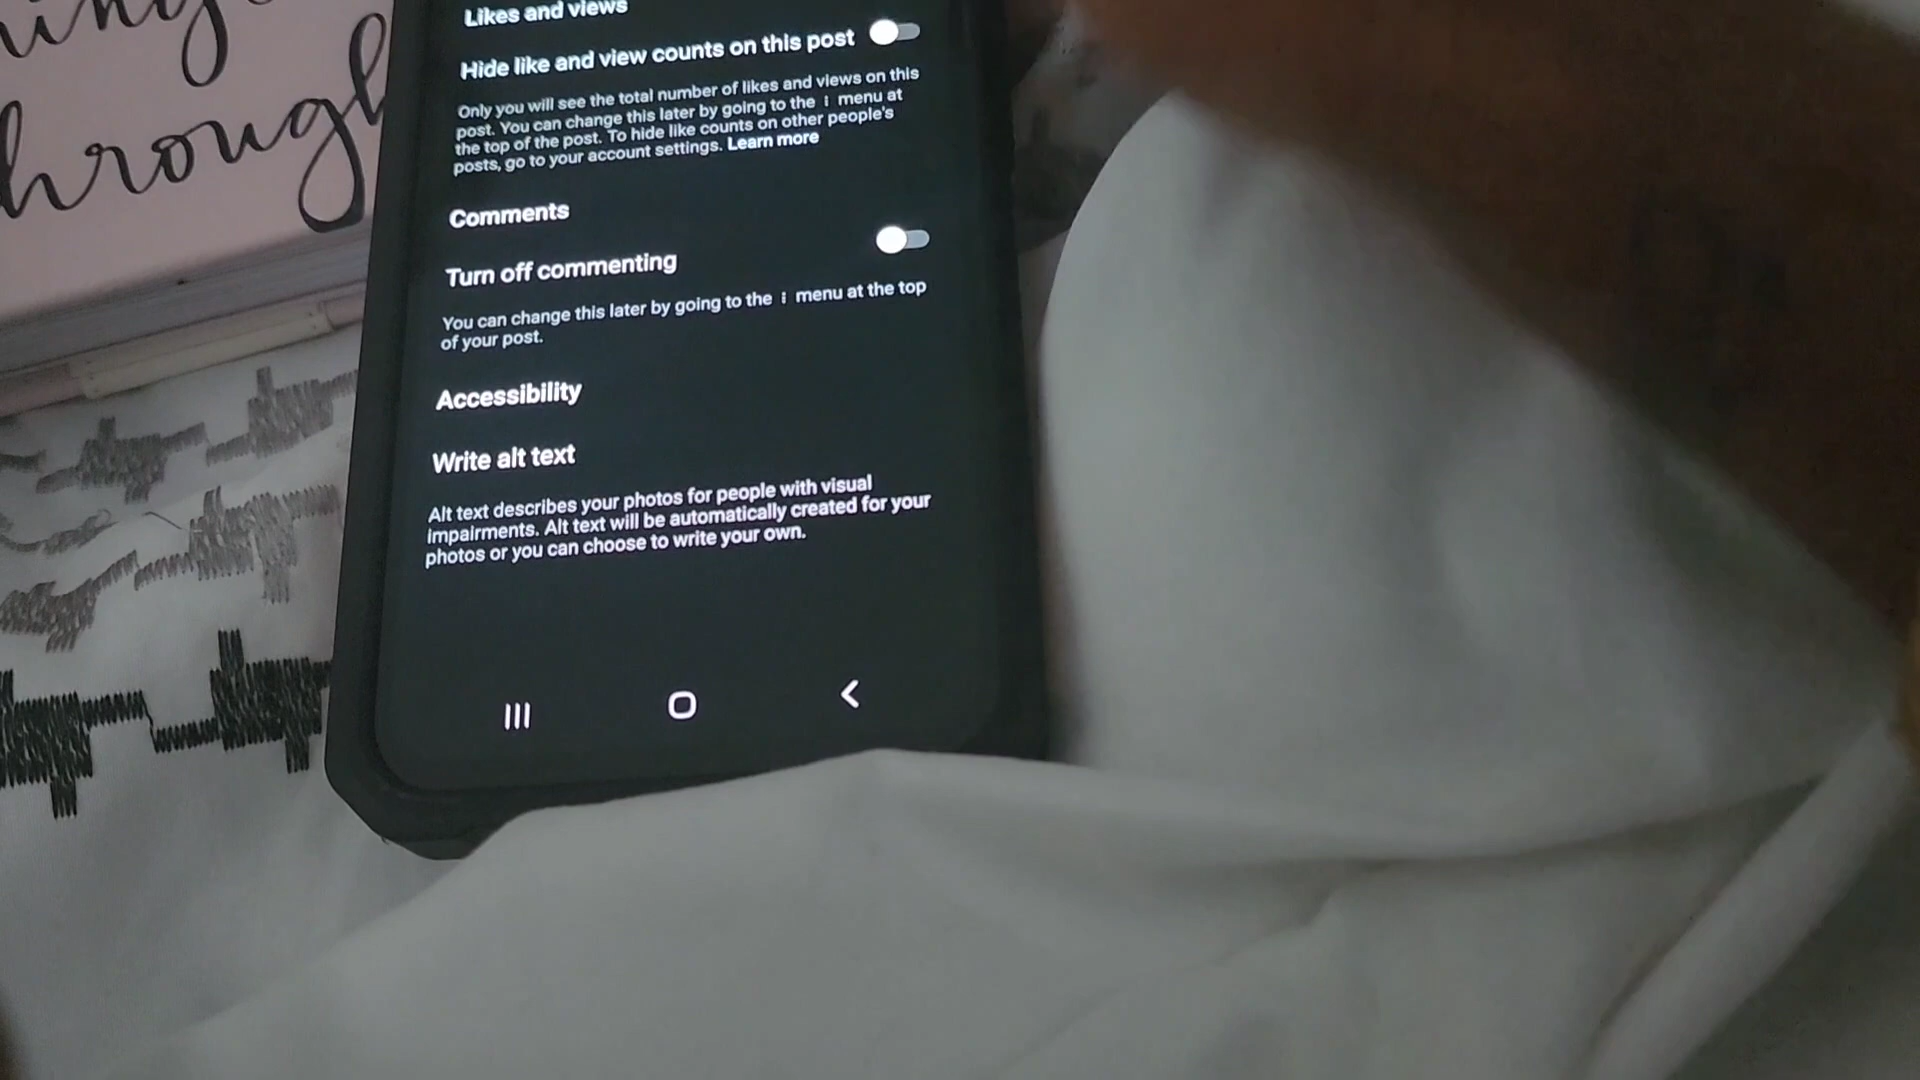 Likes and views
Hide like and view counts on this post
Only you will see the total number of likes and views on this
post. You can change this later by going to the ⋮ menu at
the top of the post. To hide like counts on other people's
posts, go to your account settings. Learn more
Comments
Turn off commenting
You can change this later by going to the ⋮ menu at the top
of your post.
Accessibility
Write alt text
Alt text describes your photos for people with visual
impairments. Alt text will be automatically created for your
photos or you can choose to write your own.